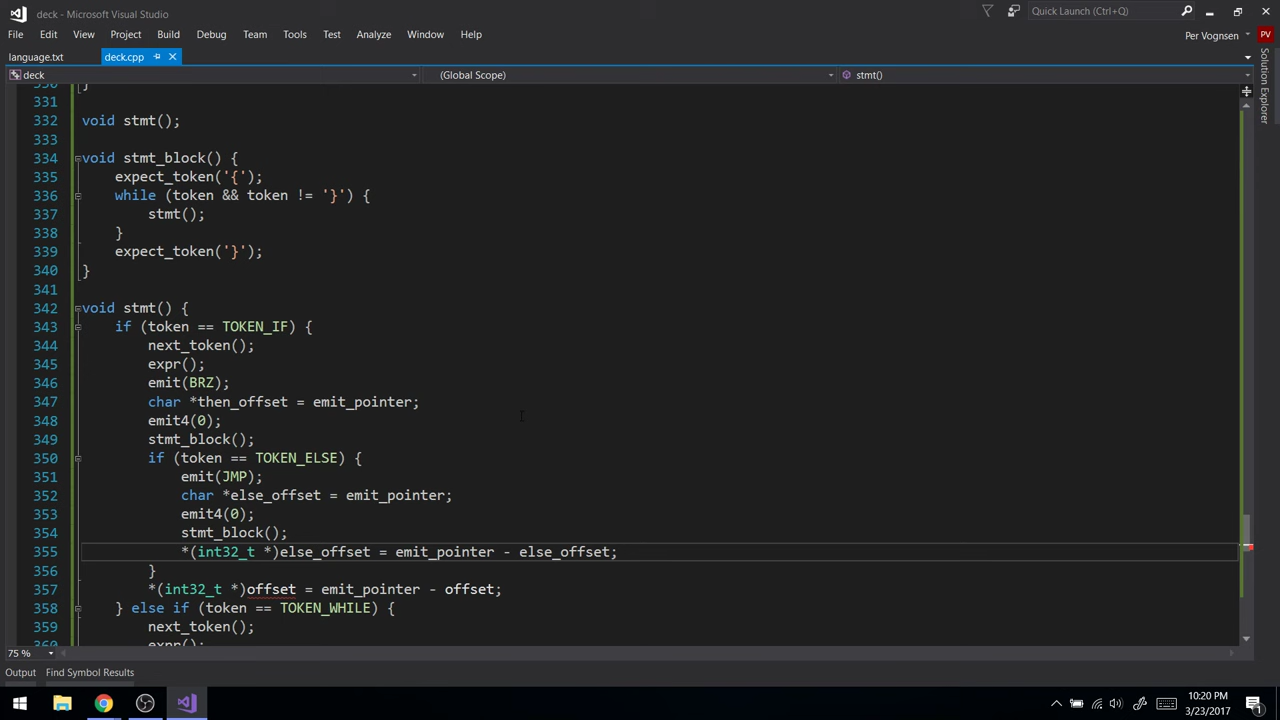 deck - Microsoft Visual Studio
Quick Launch (Ctrl+Q)
File Edit View Project Build Debug Team Tools Test Analyze Window Help
Per Vognsen PV
language.txt deck.cpp
deck (Global Scope) stmt()
Solution Explorer
330 }
331
332 void stmt();
333
334 void stmt_block() {
335 expect_token('{');
336 while (token && token != '}') {
337 stmt();
338 }
339 expect_token('}');
340 }
341
342 void stmt() {
343 if (token == TOKEN_IF) {
344 next_token();
345 expr();
346 emit(BRZ);
347 char *then_offset = emit_pointer;
348 emit4(0);
349 stmt_block();
350 if (token == TOKEN_ELSE) {
351 emit(JMP);
352 char *else_offset = emit_pointer;
353 emit4(0);
354 stmt_block();
355 *(int32_t *)else_offset = emit_pointer - else_offset;
356 }
357 *(int32_t *)offset = emit_pointer - offset;
358 } else if (token == TOKEN_WHILE) {
359 next_token();
360 expr();
75 %
Output Find Symbol Results
10:20 PM
3/23/2017
1